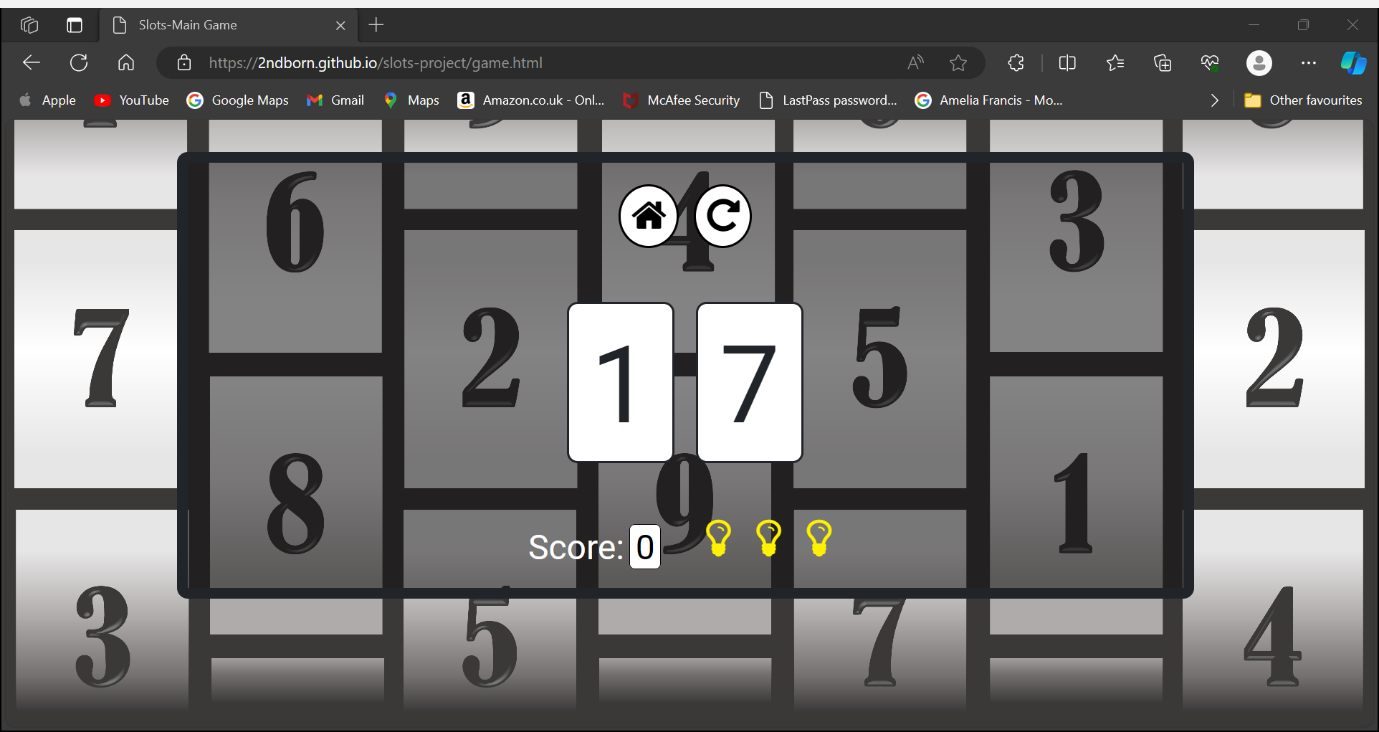 Slots-Main Game
https://2ndborn.github.io/slots-project/game.html
Apple YouTube Google Maps Gmail Maps Amazon.co.uk - Onl... McAfee Security LastPass password... Amelia Francis - Mo... Other favourites
6 4 3
7 2 5 2
1 7
8 9 1
Score: 0
3 5 7 4